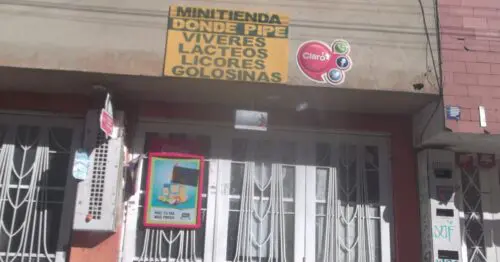 MINITIENDA
DONDE PIPE
VIVERES
LACTEOS
LICORES
GOLOSINAS
Claro